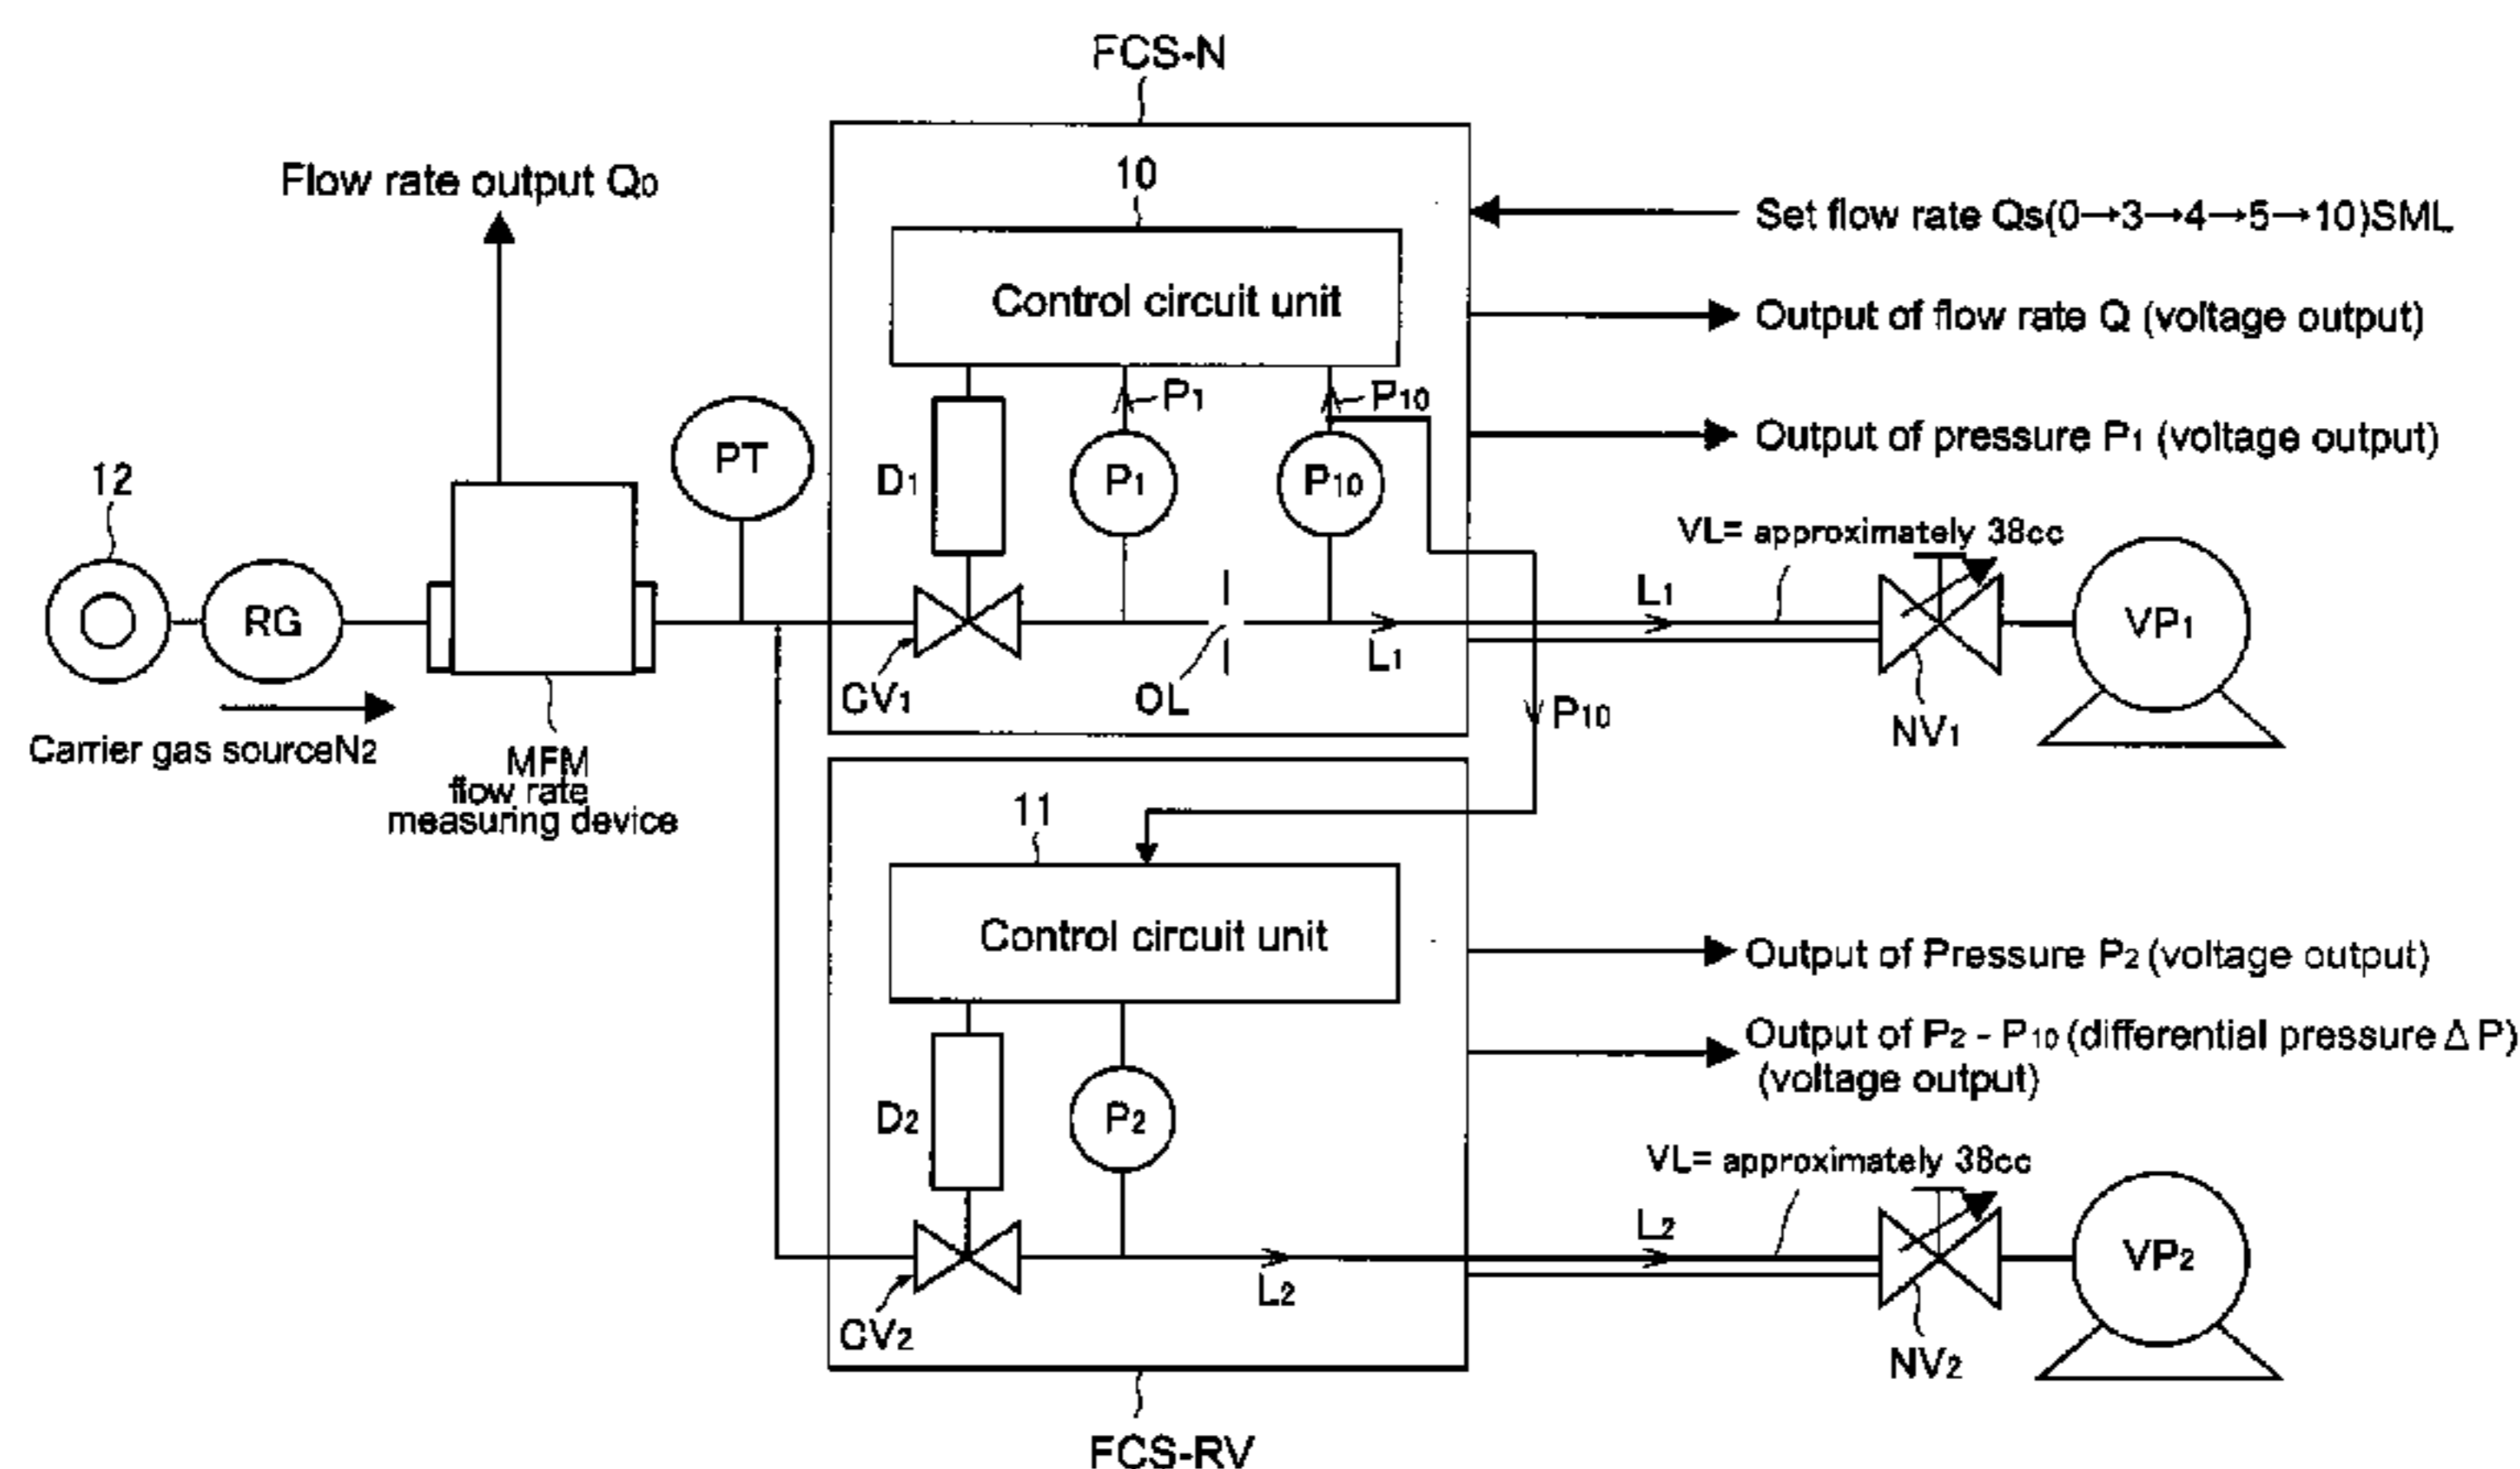 FCS-N
Flow rate output Q0
10
Control circuit unit
Set flow rate Qs(0→3→4→5→10)SML
Output of flow rate Q (voltage output)
Output of pressure P1 (voltage output)
P1
P10
12
RG
PT
D1
P1
P10
VL= approximately 38cc
L1
L1
VP1
CV1
OL
NV1
P10
Carrier gas sourceN2
MFM
flow rate
measuring device
11
Control circuit unit
Output of Pressure P2 (voltage output)
Output of P2 - P10 (differential pressure Δ P)
(voltage output)
D2
P2
VL= approximately 38cc
L2
L2
VP2
CV2
NV2
FCS-RV